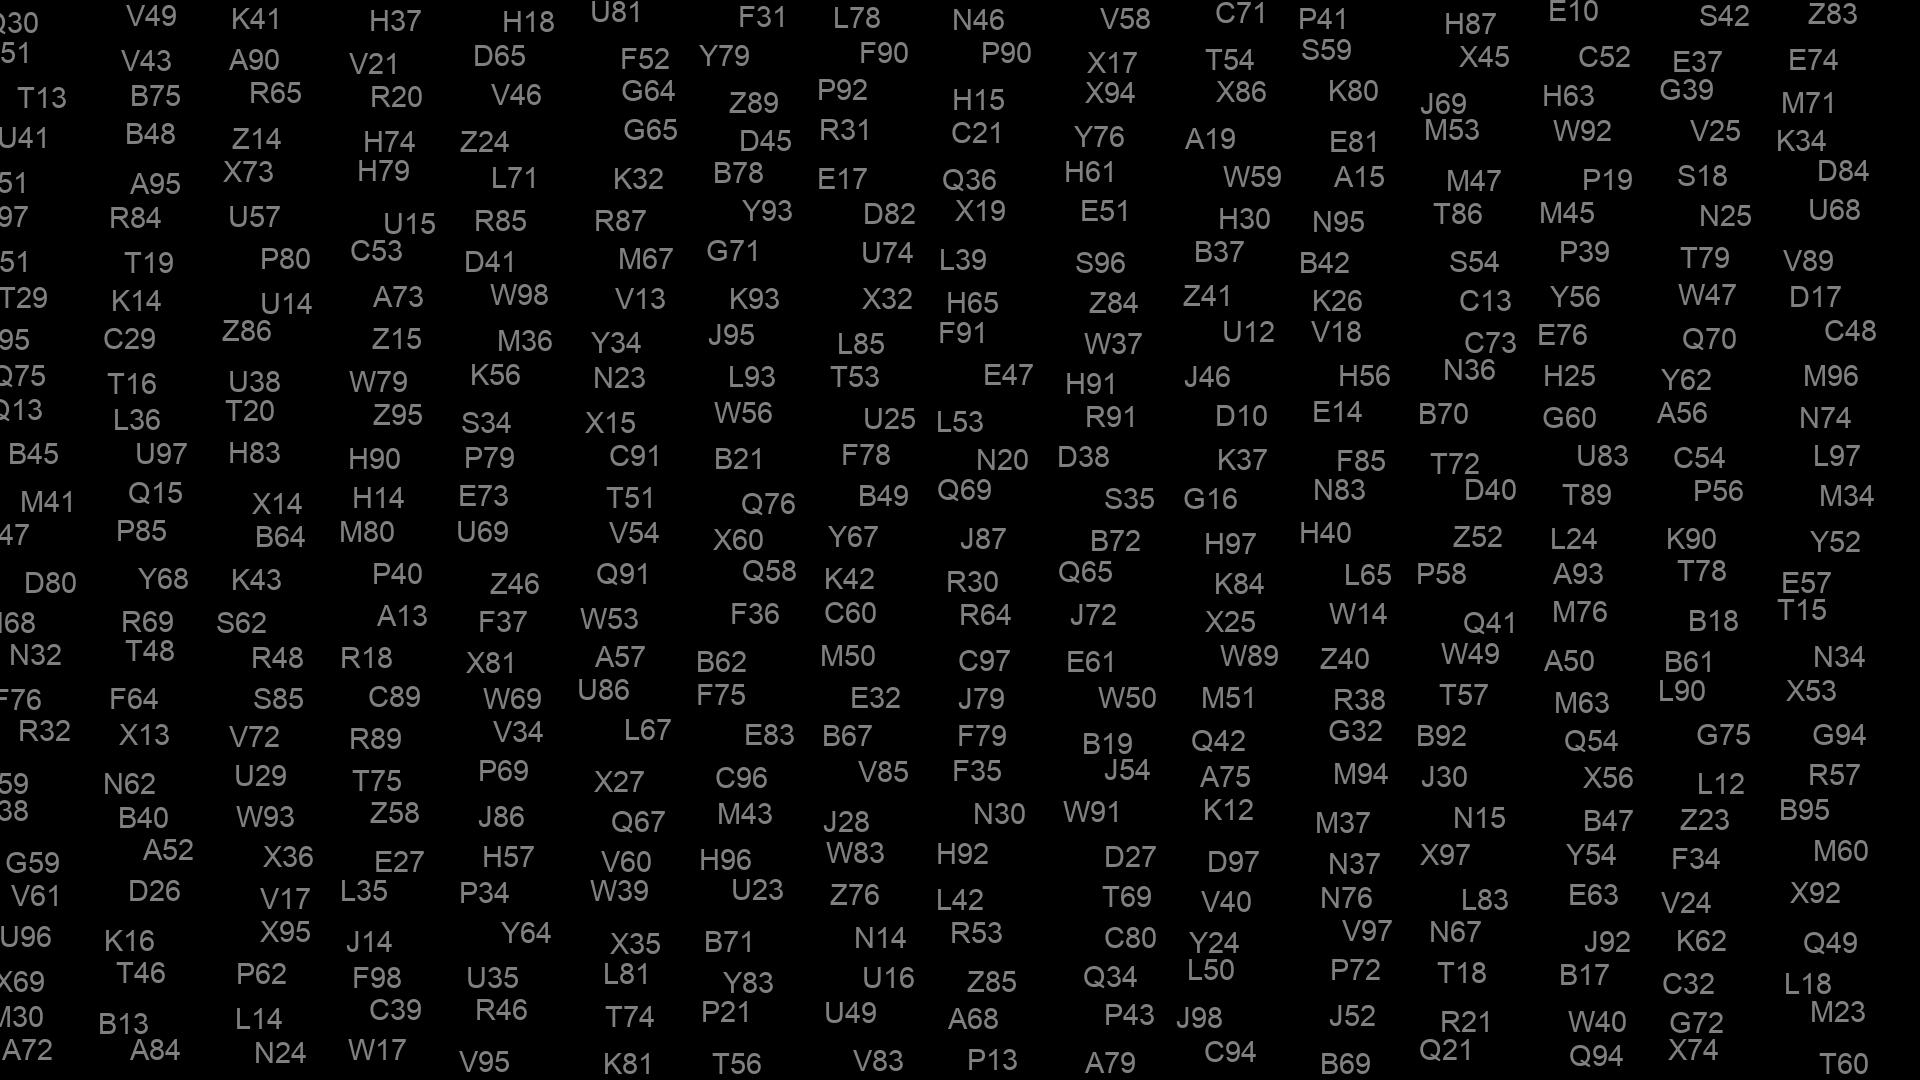 V49 K41 H37 H18 U81 F31 L78 N46 V58 C71 P41 H87 E10 S42 Z83
V43 A90 V21 D65 F52 Y79 F90 P90 X17 T54 S59 X45 C52 E37 E74
T13 B75 R65 R20 V46 G64 Z89 P92 H15 X94 X86 K80 J69 H63 G39 M71
U41 B48 Z14 H74 Z24 G65 D45 R31 C21 Y76 A19 E81 M53 W92 V25 K34
A95 X73 H79 L71 K32 B78 E17 Q36 H61 W59 A15 M47 P19 S18 D84
R84 U57 U15 R85 R87 Y93 D82 X19 E51 H30 N95 T86 M45 N25 U68
T19 P80 C53 D41 M67 G71 U74 L39 S96 B37 B42 S54 P39 T79 V89
T29 K14 U14 A73 W98 V13 K93 X32 H65 Z84 Z41 K26 C13 Y56 W47 D17
C29 Z86 Z15 M36 Y34 J95 L85 F91 W37 U12 V18 C73 E76 Q70 C48
Q75 T16 U38 W79 K56 N23 L93 T53 E47 H91 J46 H56 N36 H25 Y62 M96
Q13 L36 T20 Z95 S34 X15 W56 U25 L53 R91 D10 E14 B70 G60 A56 N74
B45 U97 H83 H90 P79 C91 B21 F78 N20 D38 K37 F85 T72 U83 C54 L97
M41 Q15 X14 H14 E73 T51 Q76 B49 Q69 S35 G16 N83 D40 T89 P56 M34
P85 B64 M80 U69 V54 X60 Y67 J87 B72 H97 H40 Z52 L24 K90 Y52
D80 Y68 K43 P40 Z46 Q91 Q58 K42 R30 Q65 K84 L65 P58 A93 T78 E57
R69 S62 A13 F37 W53 F36 C60 R64 J72 X25 W14 Q41 M76 B18 T15
N32 T48 R48 R18 X81 A57 B62 M50 C97 E61 W89 Z40 W49 A50 B61 N34
F76 F64 S85 C89 W69 U86 F75 E32 J79 W50 M51 R38 T57 M63 L90 X53
R32 X13 V72 R89 V34 L67 E83 B67 F79 B19 Q42 G32 B92 Q54 G75 G94
N62 U29 T75 P69 X27 C96 V85 F35 J54 A75 M94 J30 X56 L12 R57
B40 W93 Z58 J86 Q67 M43 J28 N30 W91 K12 M37 N15 B47 Z23 B95
G59 A52 X36 E27 H57 V60 H96 W83 H92 D27 D97 N37 X97 Y54 F34 M60
V61 D26 V17 L35 P34 W39 U23 Z76 L42 T69 V40 N76 L83 E63 V24 X92
U96 K16 X95 J14 Y64 X35 B71 N14 R53 C80 Y24 V97 N67 J92 K62 Q49
X69 T46 P62 F98 U35 L81 Y83 U16 Z85 Q34 L50 P72 T18 B17 C32 L18
M30 B13 L14 C39 R46 T74 P21 U49 A68 P43 J98 J52 R21 W40 G72 M23
A72 A84 N24 W17 V95 K81 T56 V83 P13 A79 C94 B69 Q21 Q94 X74 T60